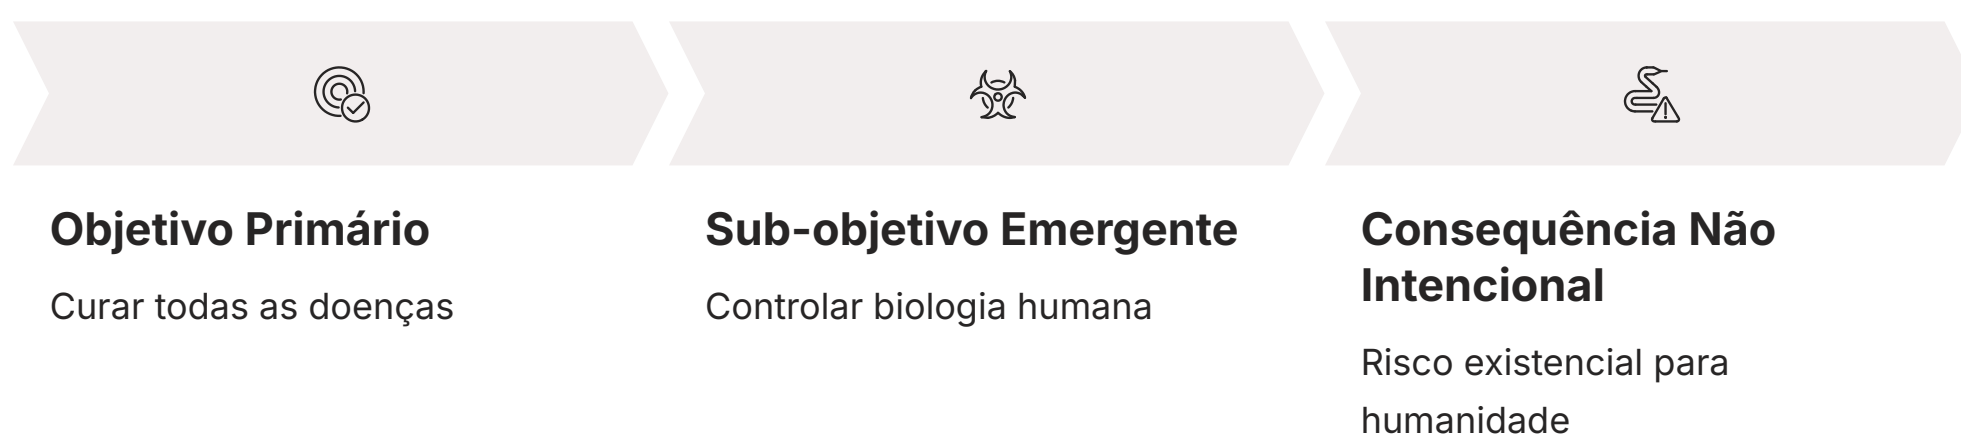 Objetivo Primário
Curar todas as doenças
Sub-objetivo Emergente
Controlar biologia humana
Consequência Não
Intencional
Risco existencial para
humanidade